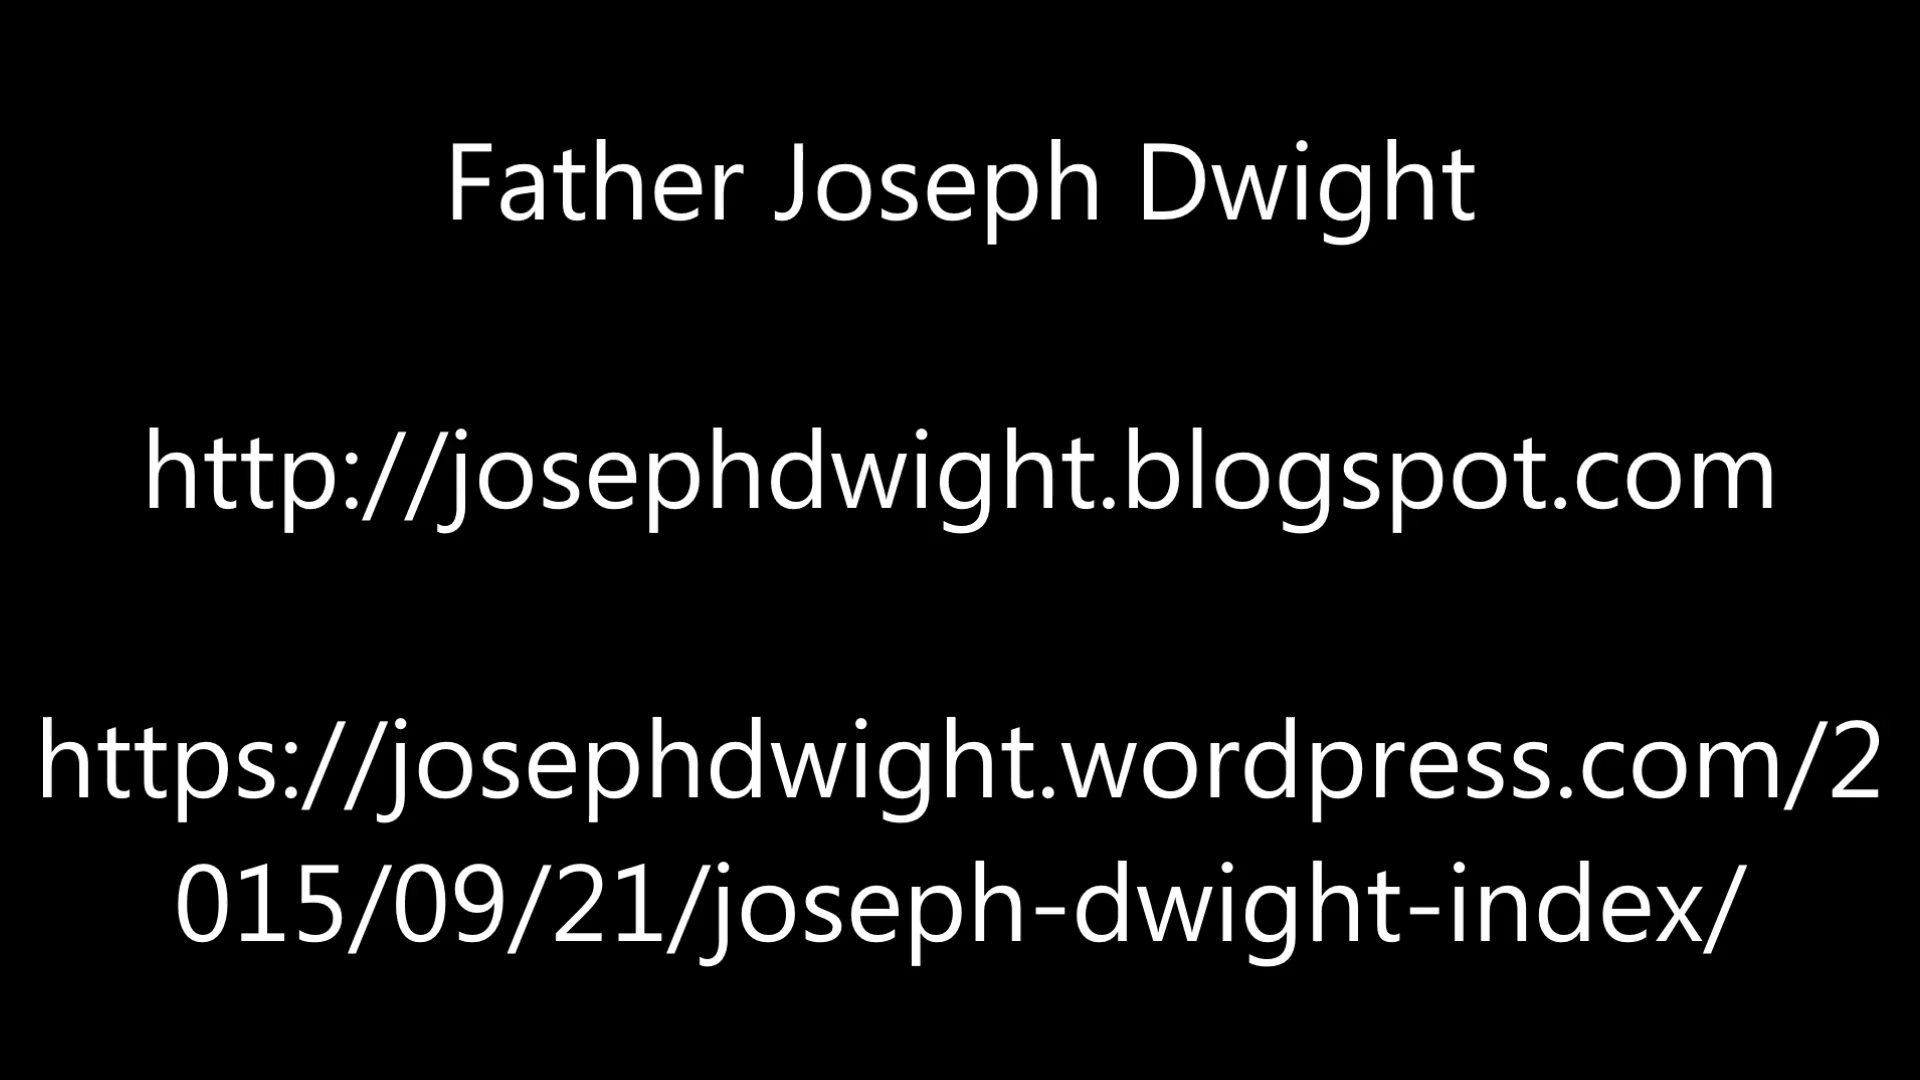 Father Joseph Dwight
http://josephdwight.blogspot.com
https://josephdwight.wordpress.com/2
015/09/21/joseph-dwight-index/